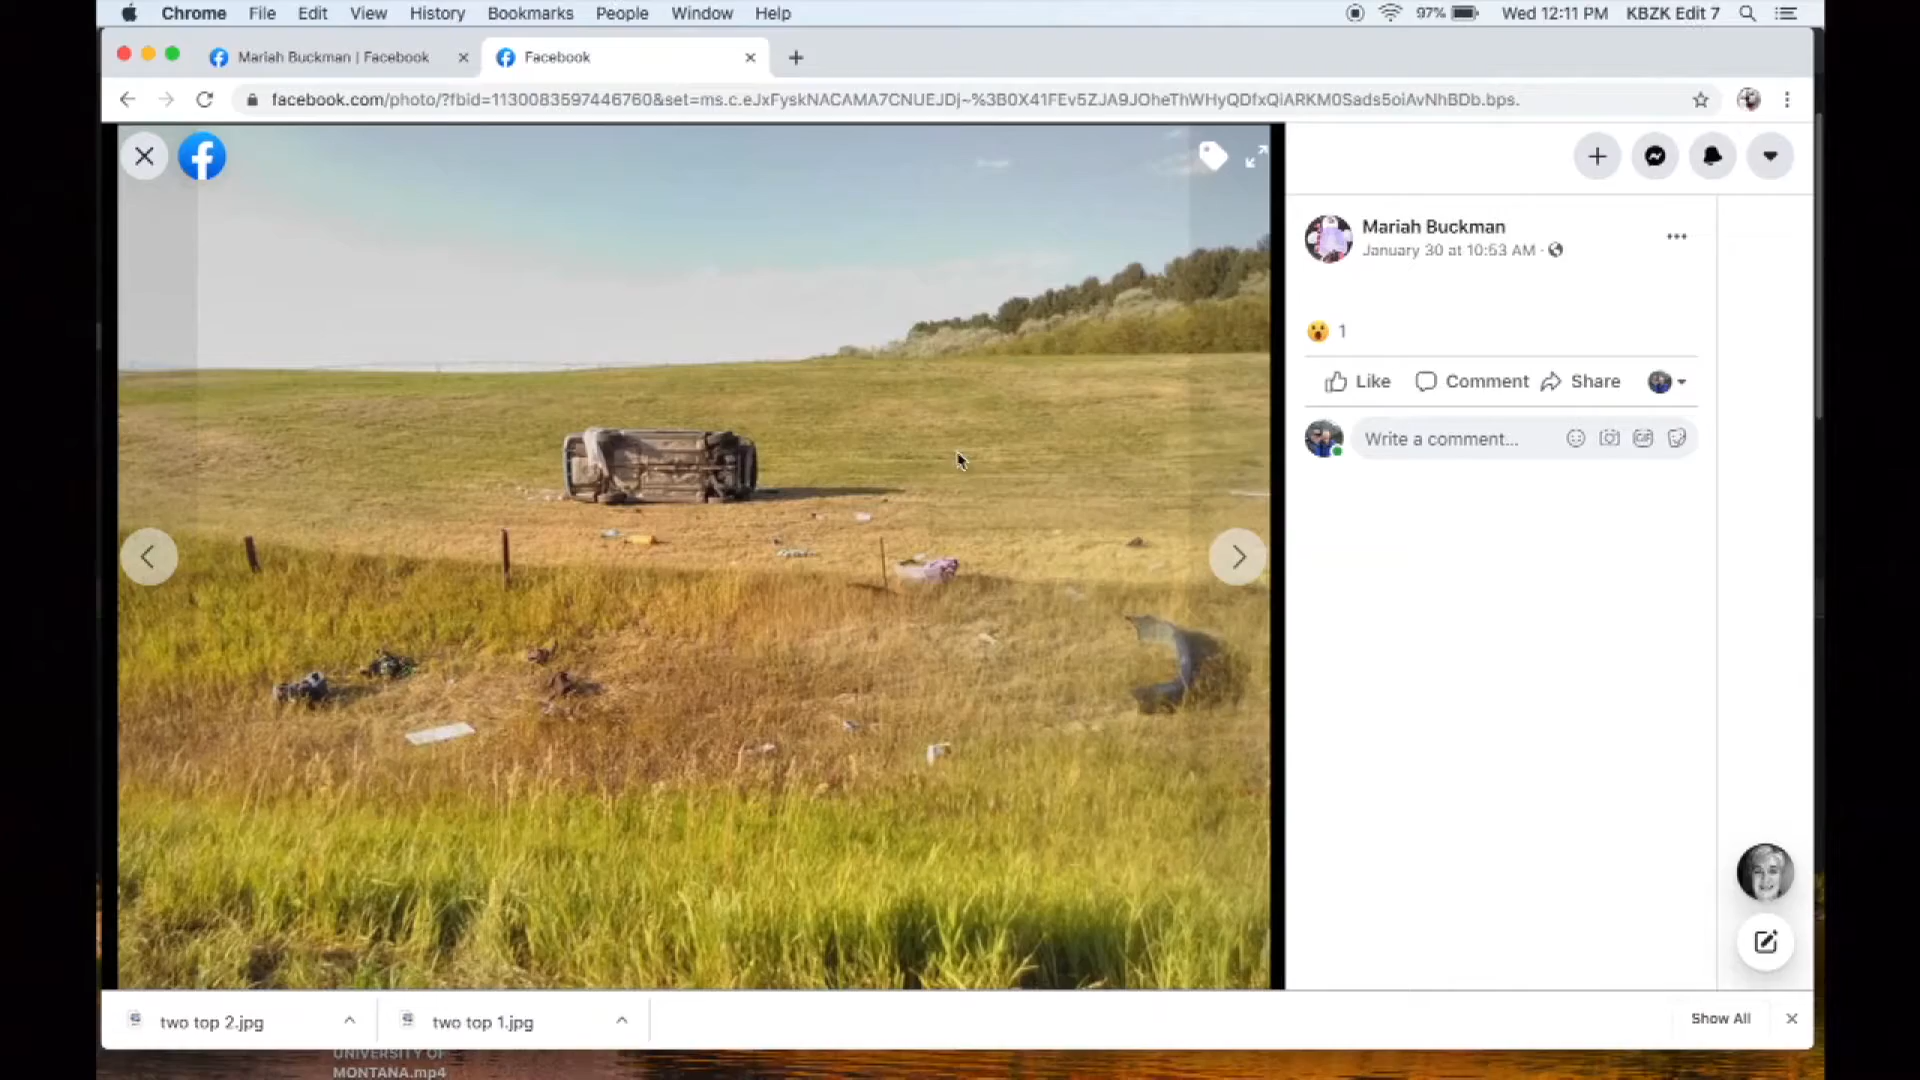 Chrome File Edit View History Bookmarks People Window Help 97% Wed 12:11 PM KBZK Edit 7
Mariah Buckman | Facebook Facebook
facebook.com/photo/?fbid=1130083597446760&set=ms.c.eJxFyskNACAMA7CNUEJDj~%3B0X41FEv5ZJA9JOheThWHyQDfxQiARKM0Sads5oiAvNhBDb.bps.
Mariah Buckman
January 30 at 10:53 AM ·
1
Like Comment Share
Write a comment...
GIF
two top 2.jpg two top 1.jpg Show All
UNIVERSITY OF
MONTANA.mp4